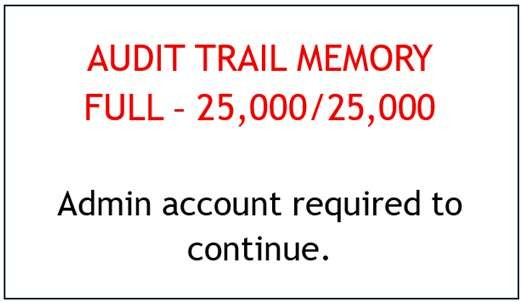 AUDIT TRAIL MEMORY
FULL – 25,000/25,000
Admin account required to
continue.